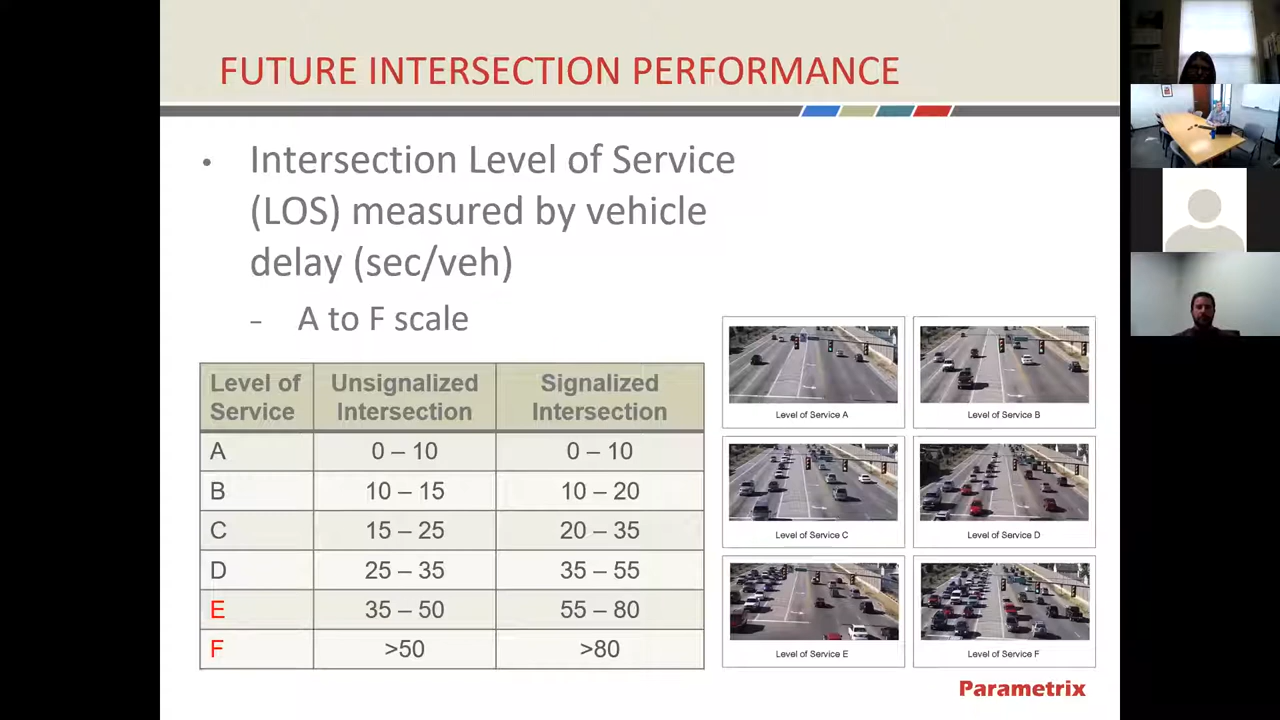 FUTURE INTERSECTION PERFORMANCE
• Intersection Level of Service
(LOS) measured by vehicle
delay (sec/veh)
– A to F scale
Level of Service Unsignalized Intersection Signalized Intersection
A 0 – 10 0 – 10
B 10 – 15 10 – 20
C 15 – 25 20 – 35
D 25 – 35 35 – 55
E 35 – 50 55 – 80
F >50 >80
Level of Service A
Level of Service B
Level of Service C
Level of Service D
Level of Service E
Level of Service F
Parametrix